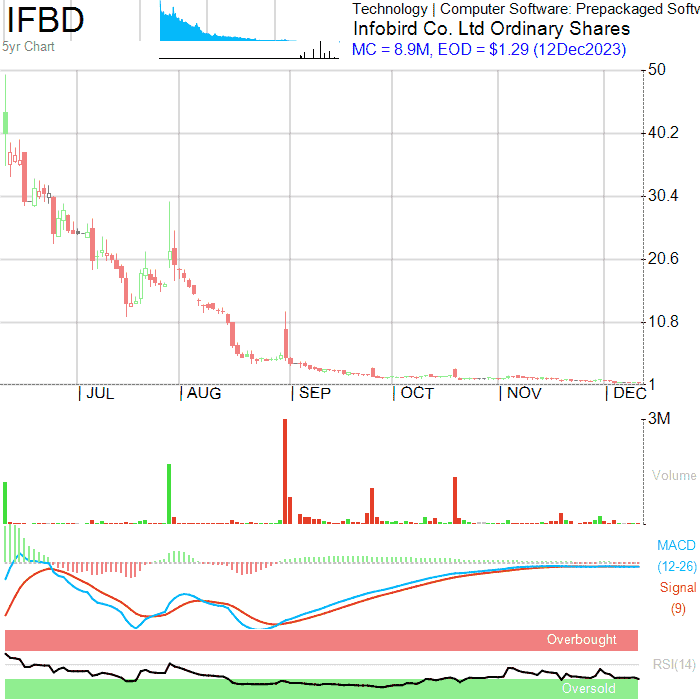 IFBD
5yr Chart
Technology | Computer Software: Prepackaged Softw
Infobird Co. Ltd Ordinary Shares
MC = 8.9M, EOD = $1.29 (12Dec2023)
50
40.2
30.4
20.6
10.8
1
| JUL | AUG | SEP | OCT | NOV | DEC
3M
Volume
MACD
(12-26)
Signal
(9)
Overbought
RSI(14)
Oversold